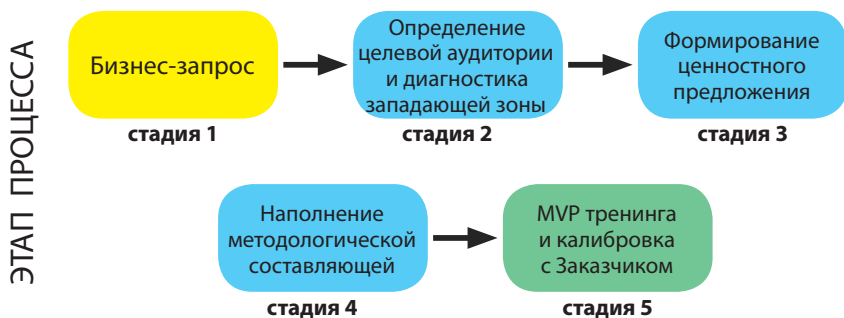 ЭТАП ПРОЦЕССА
Бизнес-запрос
стадия 1
Определение
целевой аудитории
и диагностика
западающей зоны
стадия 2
Формирование
ценностного
предложения
стадия 3
Наполнение
методологической
составляющей
стадия 4
MVP тренинга
и калибровка
с Заказчиком
стадия 5